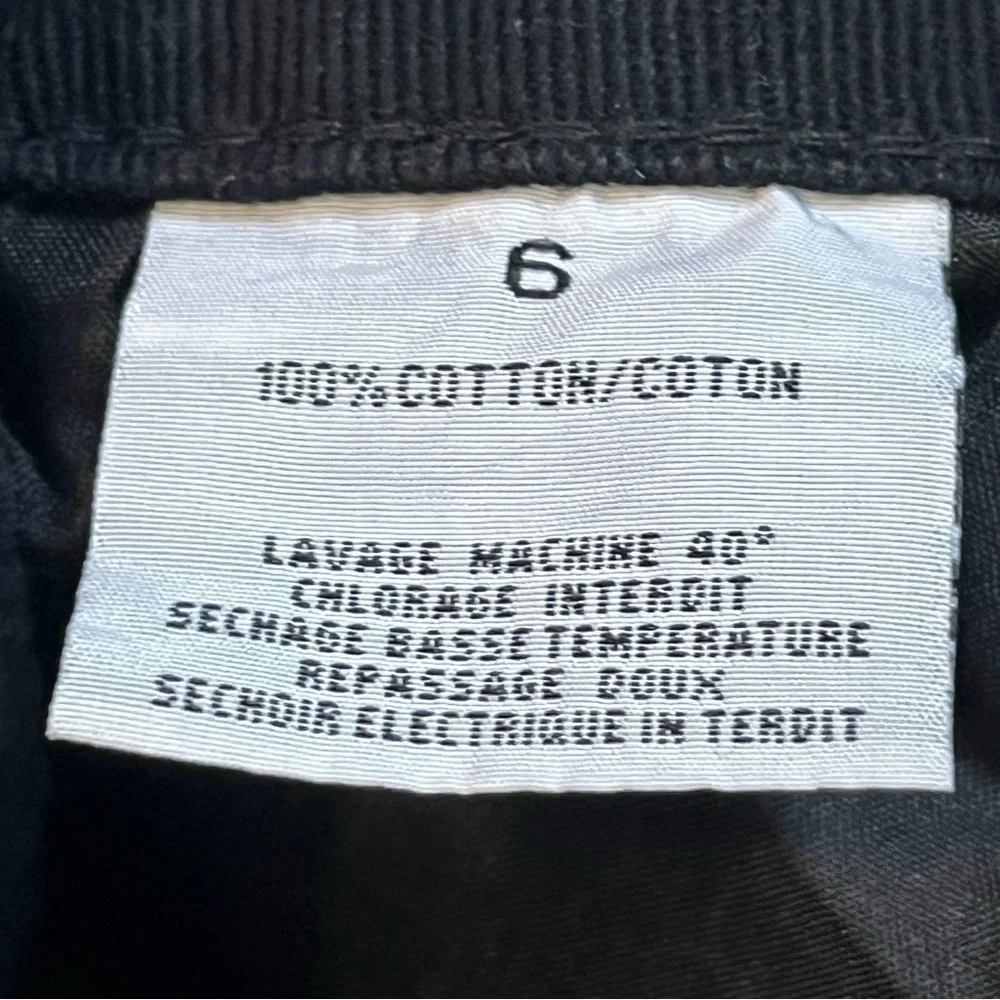 6
100% COTTON/COTON
LAVAGE MACHINE 40°
CHLORAGE INTERDIT
SECHAGE BASSE TEMPERATURE
REPASSAGE DOUX
SECHOIR ELECTRIQUE IN TERDIT